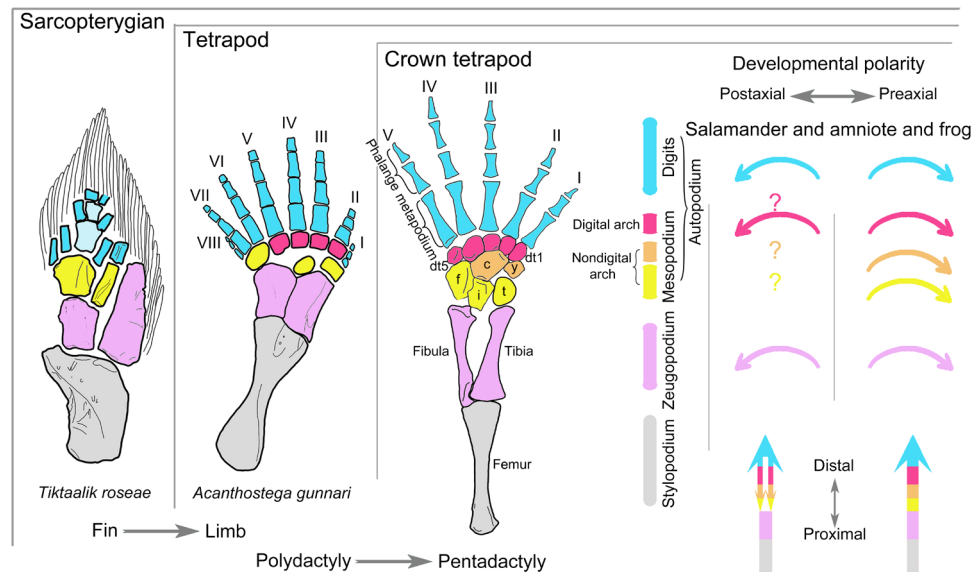 Sarcopterygian
Tetrapod
Crown tetrapod
Developmental polarity
Postaxial
Preaxial
Salamander and amniote and frog
VIII
VII
VI
V
IV
III
II
I
V
IV
III
II
I
Phalange
metapodium
dt5
dt1
c
y
f
i
t
Fibula
Tibia
Femur
Digits
Digital arch
Nondigital
arch
Mesopodium
Autopodium
Zeugopodium
Stylopodium
?
?
?
Distal
Proximal
Tiktaalik roseae
Acanthostega gunnari
Fin
Limb
Polydactyly
Pentadactyly